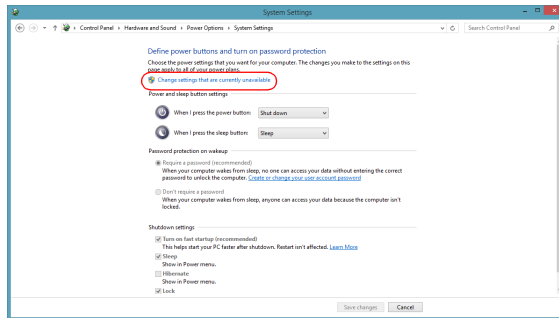 System Settings
Control Panel › Hardware and Sound › Power Options › System Settings
Search Control Panel
Define power buttons and turn on password protection
Choose the power settings that you want for your computer. The changes you make to the settings on this
page apply to all of your power plans.
Change settings that are currently unavailable
Power and sleep button settings
When I press the power button: Shut down
When I press the sleep button: Sleep
Password protection on wakeup
Require a password (recommended)
When your computer wakes from sleep, no one can access your data without entering the correct
password to unlock the computer. Create or change your user account password
Don't require a password
When your computer wakes from sleep, anyone can access your data because the computer isn't
locked.
Shutdown settings
Turn on fast startup (recommended)
This helps start your PC faster after shutdown. Restart isn't affected. Learn More
Sleep
Show in Power menu.
Hibernate
Show in Power menu.
Lock
Save changes Cancel